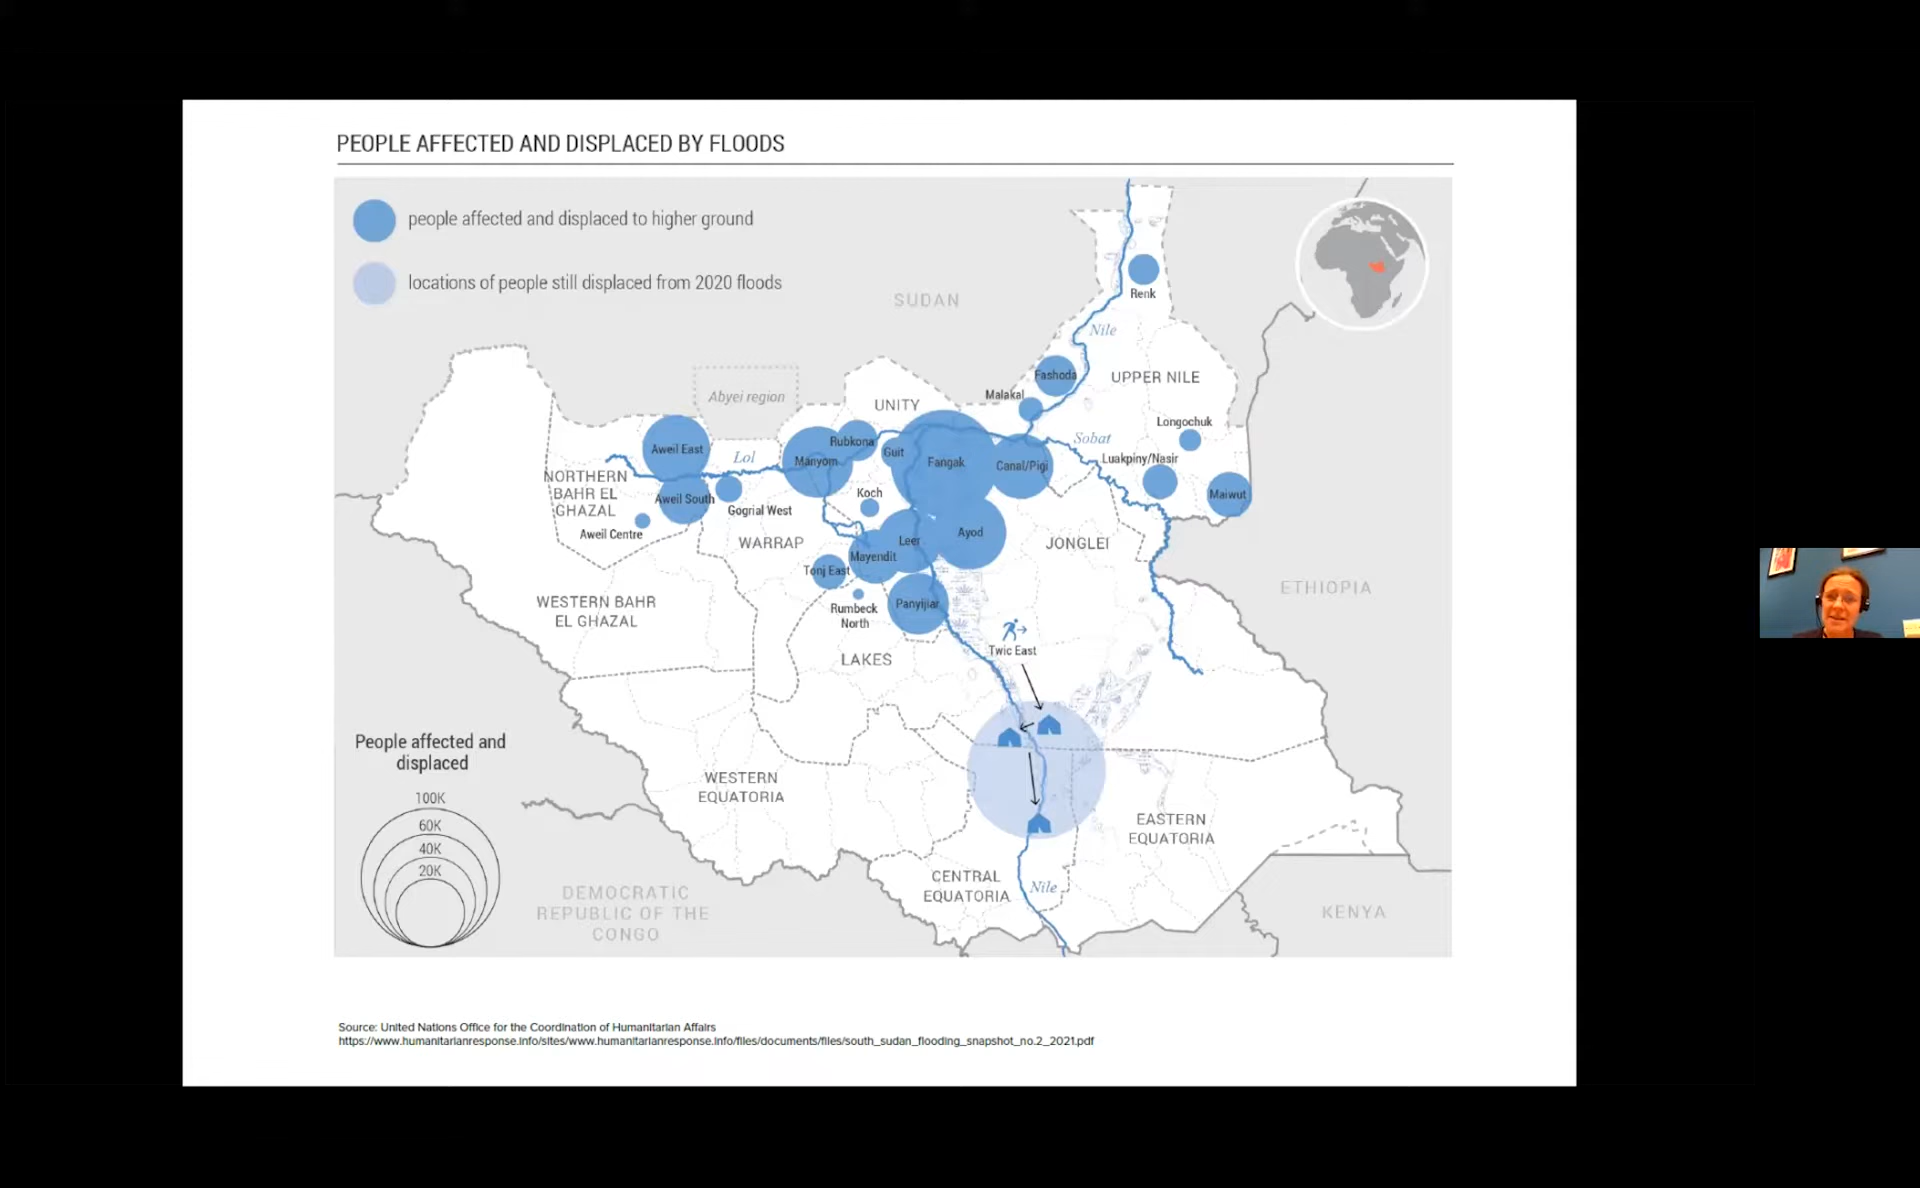 PEOPLE AFFECTED AND DISPLACED BY FLOODS
people affected and displaced to higher ground
locations of people still displaced from 2020 floods
SUDAN
Renk
Nile
Fashoda
UPPER NILE
Malakal
Abyei region
UNITY
Longochuk
Rubkona
Sobat
Aweil East
Lol
Manyom
Guit
Fangak
Canal/Pigi
Luakpiny/Nasir
NORTHERN
BAHR EL
GHAZAL
Aweil South
Koch
Maiwut
Gogrial West
Aweil Centre
WARRAP
Leer
Ayod
JONGLEI
Mayendit
Tonj East
ETHIOPIA
WESTERN BAHR
EL GHAZAL
Rumbeck
North
Panyijiar
Twic East
LAKES
People affected and
displaced
100K
60K
40K
20K
WESTERN
EQUATORIA
EASTERN
EQUATORIA
CENTRAL
EQUATORIA
Nile
DEMOCRATIC
REPUBLIC OF THE
CONGO
KENYA
Source: United Nations Office for the Coordination of Humanitarian Affairs
https://www.humanitarianresponse.info/sites/www.humanitarianresponse.info/files/documents/files/south_sudan_flooding_snapshot_no.2_2021.pdf